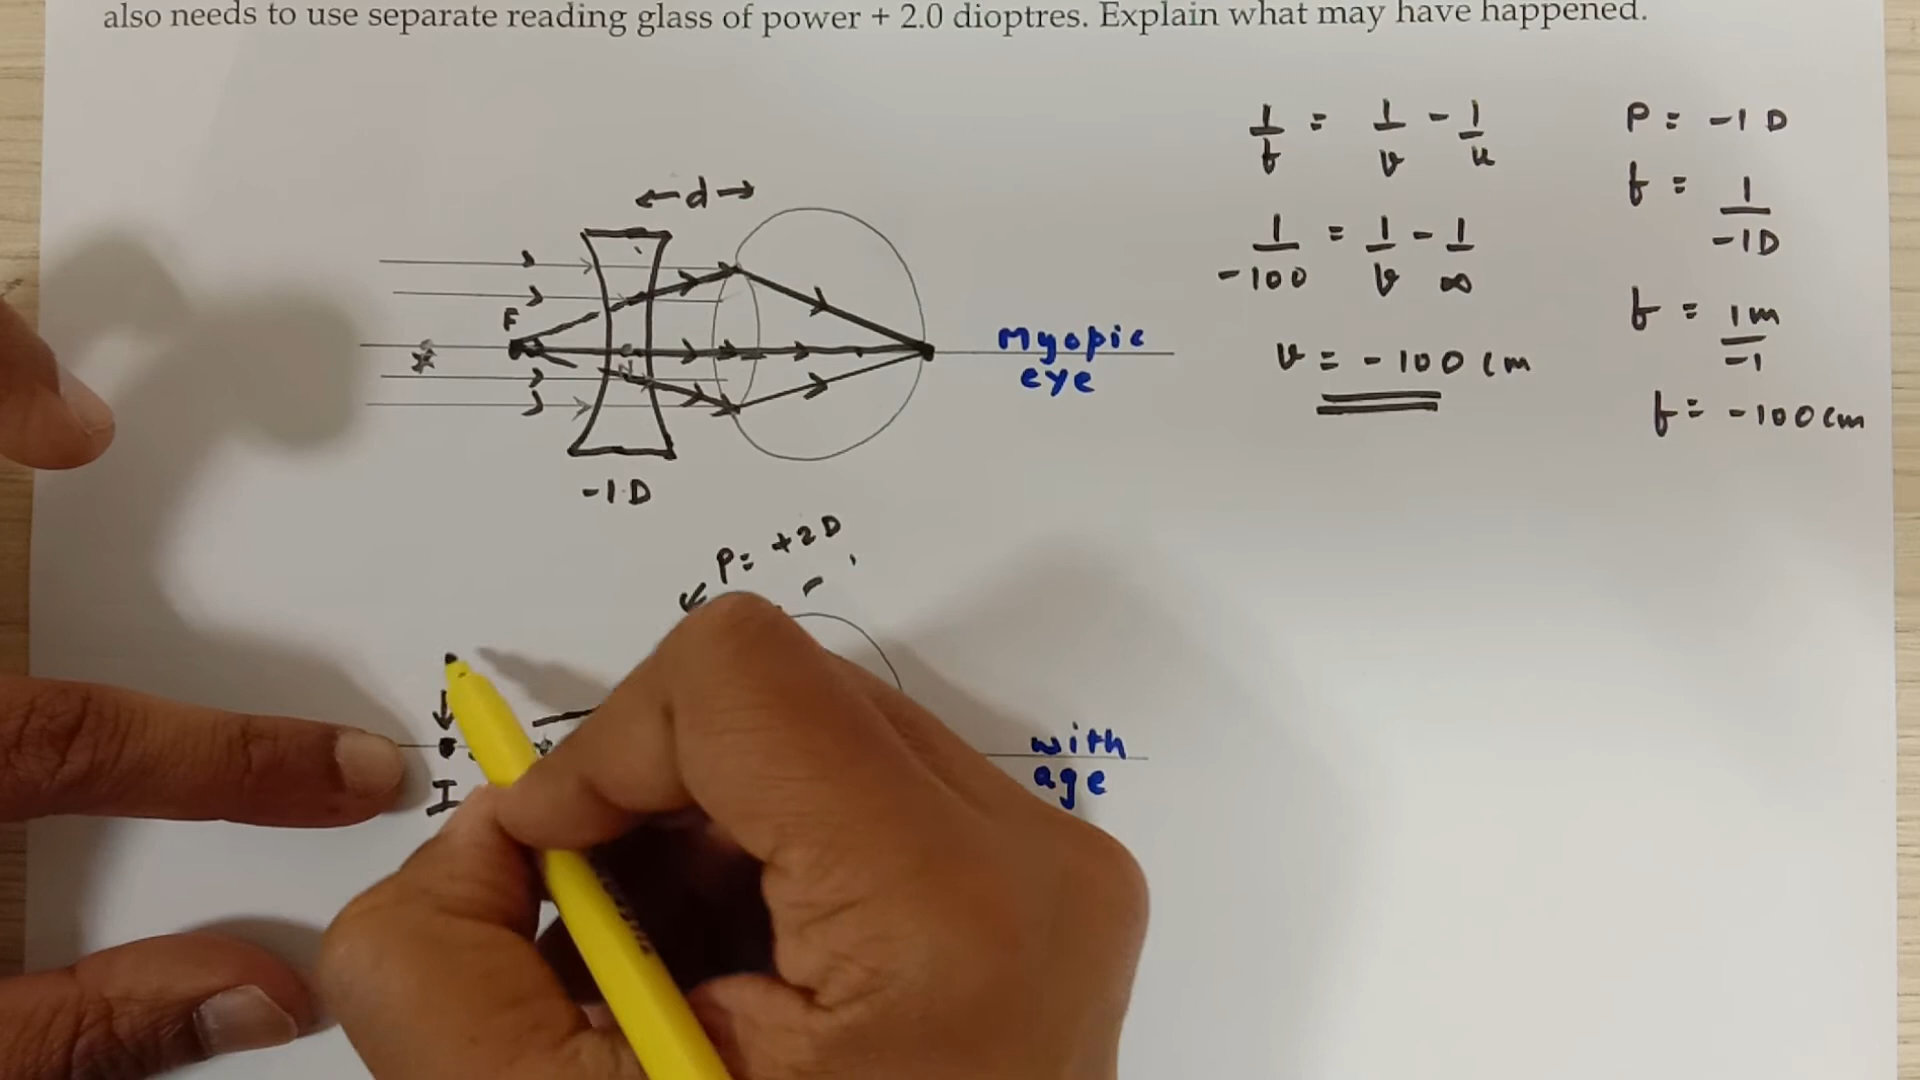 also needs to use separate reading glass of power + 2.0 dioptres. Explain what may have happened.
1/f = 1/v - 1/u
P = -1 D
f = 1/-1D
d
1/-100 = 1/v - 1/∞
F
f = 1m/-1
Myopic
eye
v = -100 cm
f = -100 cm
-1 D
P = +2D
with
age
I